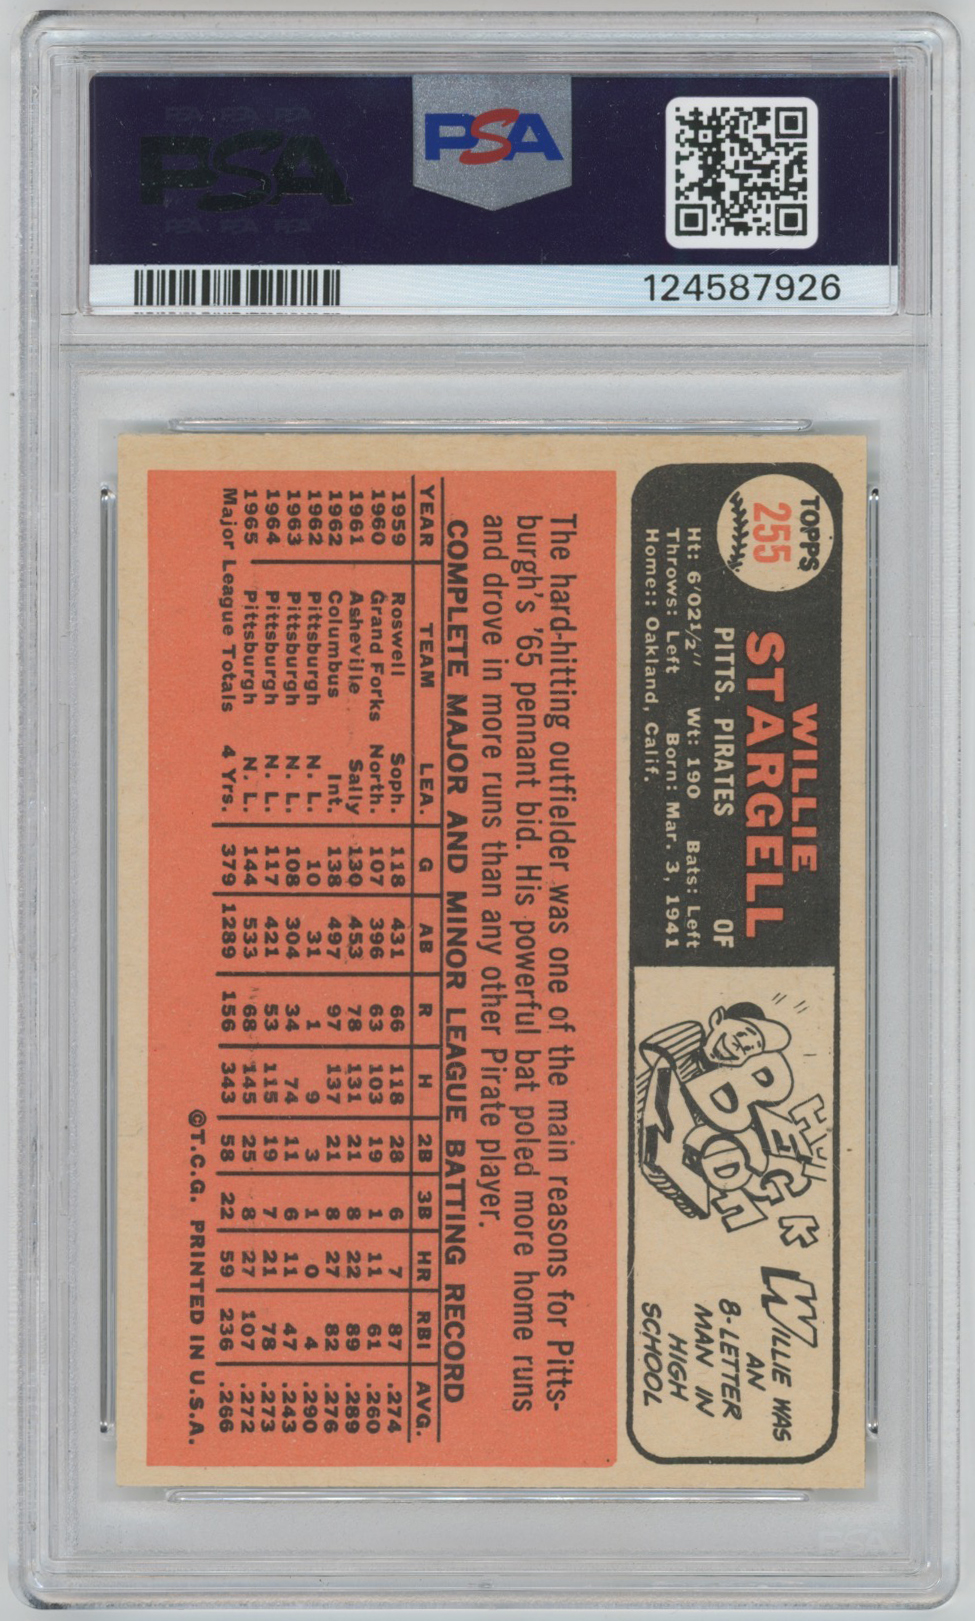 PSA PSA PSA
PSA
PSA PSA PSA
PSA
124587926
TOPPS
255
WILLIE
STARGELL
PITTS. PIRATES OF
Ht: 6'02½" Wt: 190 Bats: Left
Throws: Left Born: Mar. 3, 1941
Home:: Oakland, Calif.
H, W, P
B E C K
D O G H
WILLIE WAS
AN
8-LETTER
MAN IN
HIGH
SCHOOL
The hard-hitting outfielder was one of the main reasons for Pitts-
burgh's '65 pennant bid. His powerful bat poled more home runs
and drove in more runs than any other Pirate player.
COMPLETE MAJOR AND MINOR LEAGUE BATTING RECORD
YEAR TEAM LEA. G AB R H 2B 3B HR RBI AVG.
1959 Roswell Soph. 118 431 66 118 28 6 7 87 .274
1960 Grand Forks North. 107 396 63 103 19 1 11 61 .260
1961 Asheville Sally 130 453 78 131 21 8 22 89 .289
1962 Columbus Int. 138 497 97 137 21 8 27 82 .276
1962 Pittsburgh N. L. 10 31 1 9 3 1 0 4 .290
1963 Pittsburgh N. L. 108 304 34 74 11 6 11 47 .243
1964 Pittsburgh N. L. 117 421 53 115 19 7 21 78 .273
1965 Pittsburgh N. L. 144 533 68 145 25 8 27 107 .272
Major League Totals 4 Yrs. 379 1289 156 343 58 22 59 236 .266
©T.C.G. PRINTED IN U.S.A.